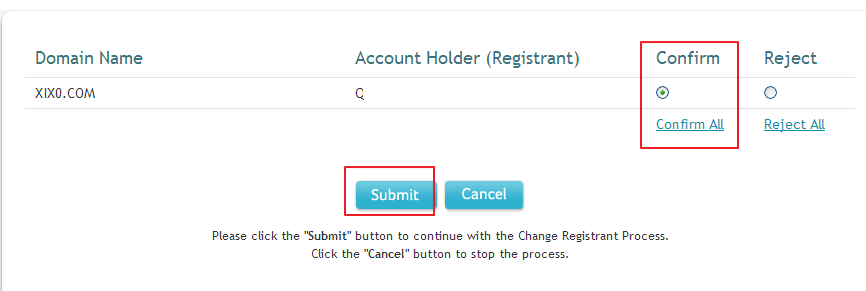 Domain Name Account Holder (Registrant) Confirm Reject
XIX0.COM Q
Confirm All Reject All
Submit Cancel
Please click the "Submit" button to continue with the Change Registrant Process.
Click the "Cancel" button to stop the process.